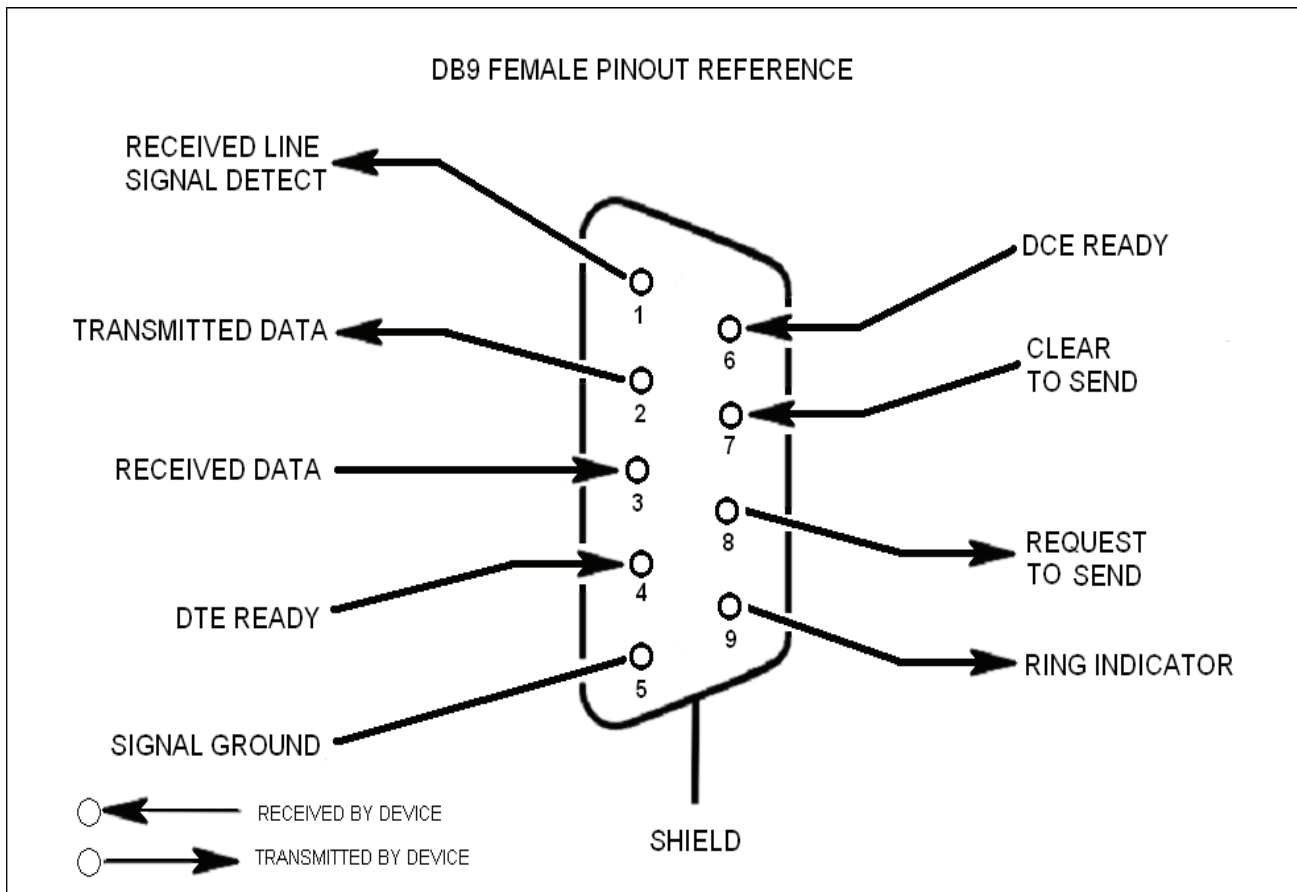 DB9 FEMALE PINOUT REFERENCE
RECEIVED LINE
SIGNAL DETECT
TRANSMITTED DATA
RECEIVED DATA
DTE READY
SIGNAL GROUND
1
2
3
4
5
6
7
8
9
DCE READY
CLEAR
TO SEND
REQUEST
TO SEND
RING INDICATOR
SHIELD
RECEIVED BY DEVICE
TRANSMITTED BY DEVICE